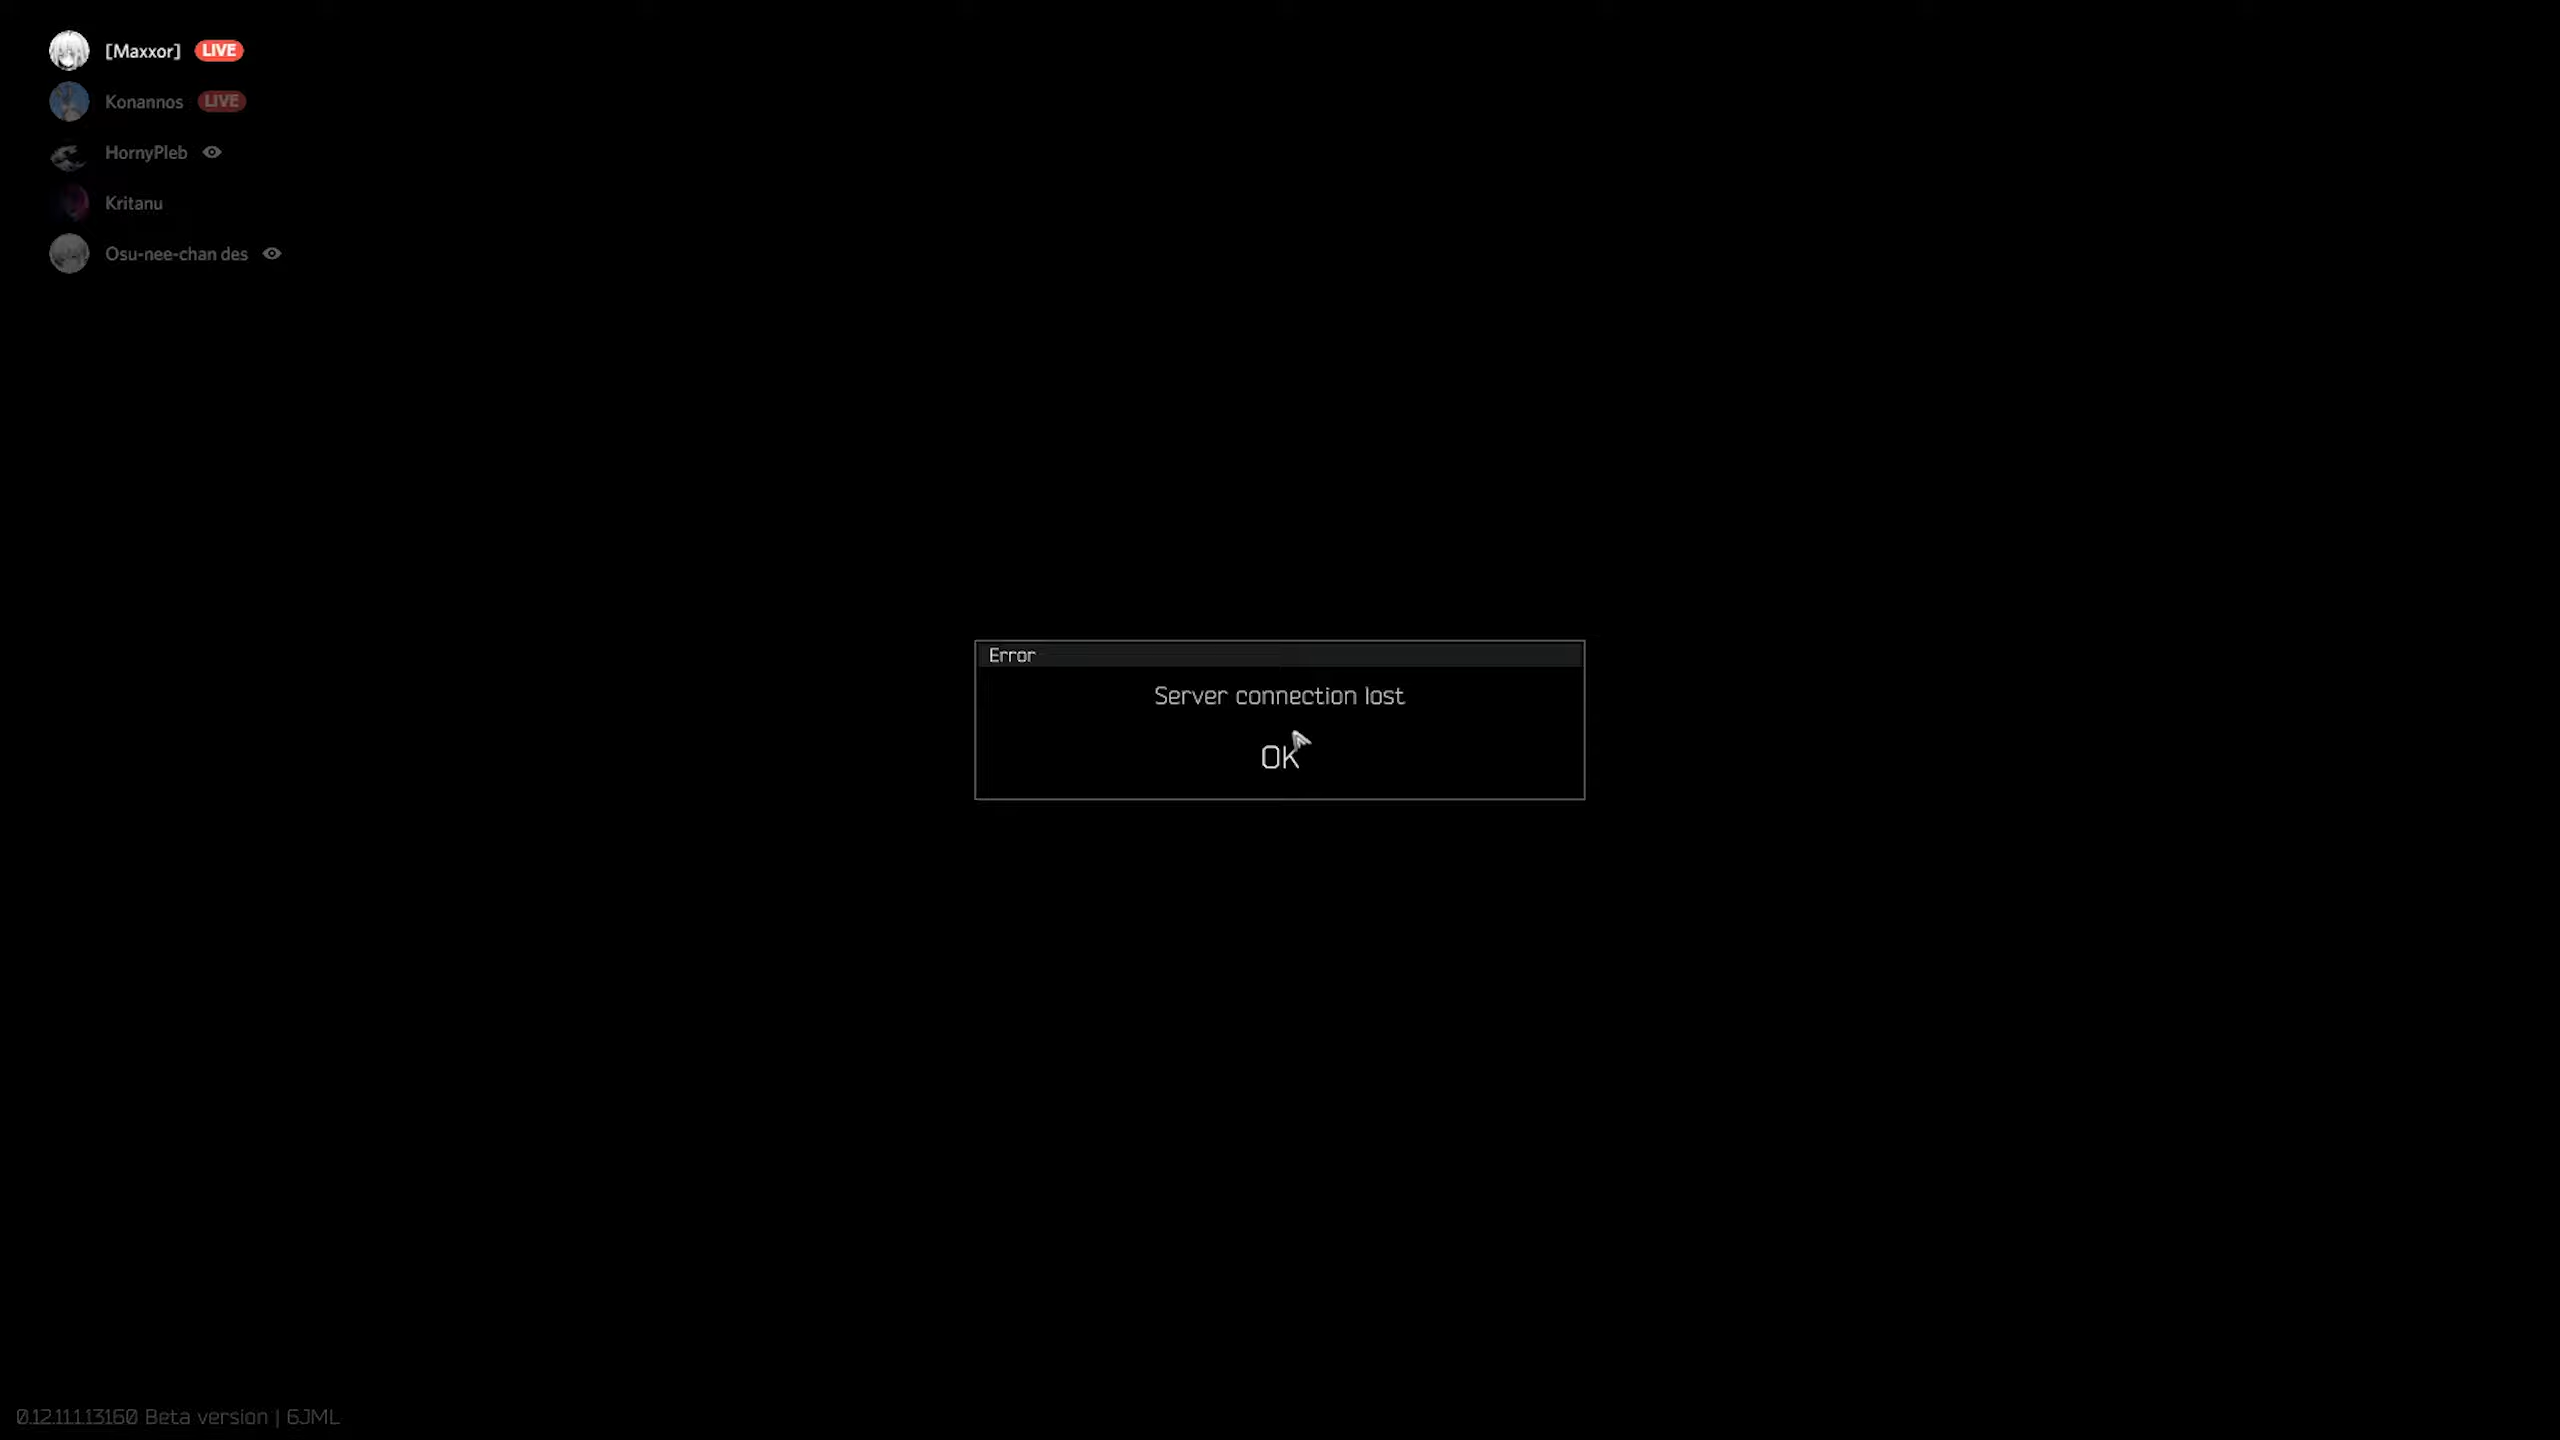 [Maxxor] LIVE
Konannos LIVE
HornyPleb
Kritanu
Osu-nee-chan des
Error
Server connection lost
OK
0.12.11.1.13160 Beta version | 6JML